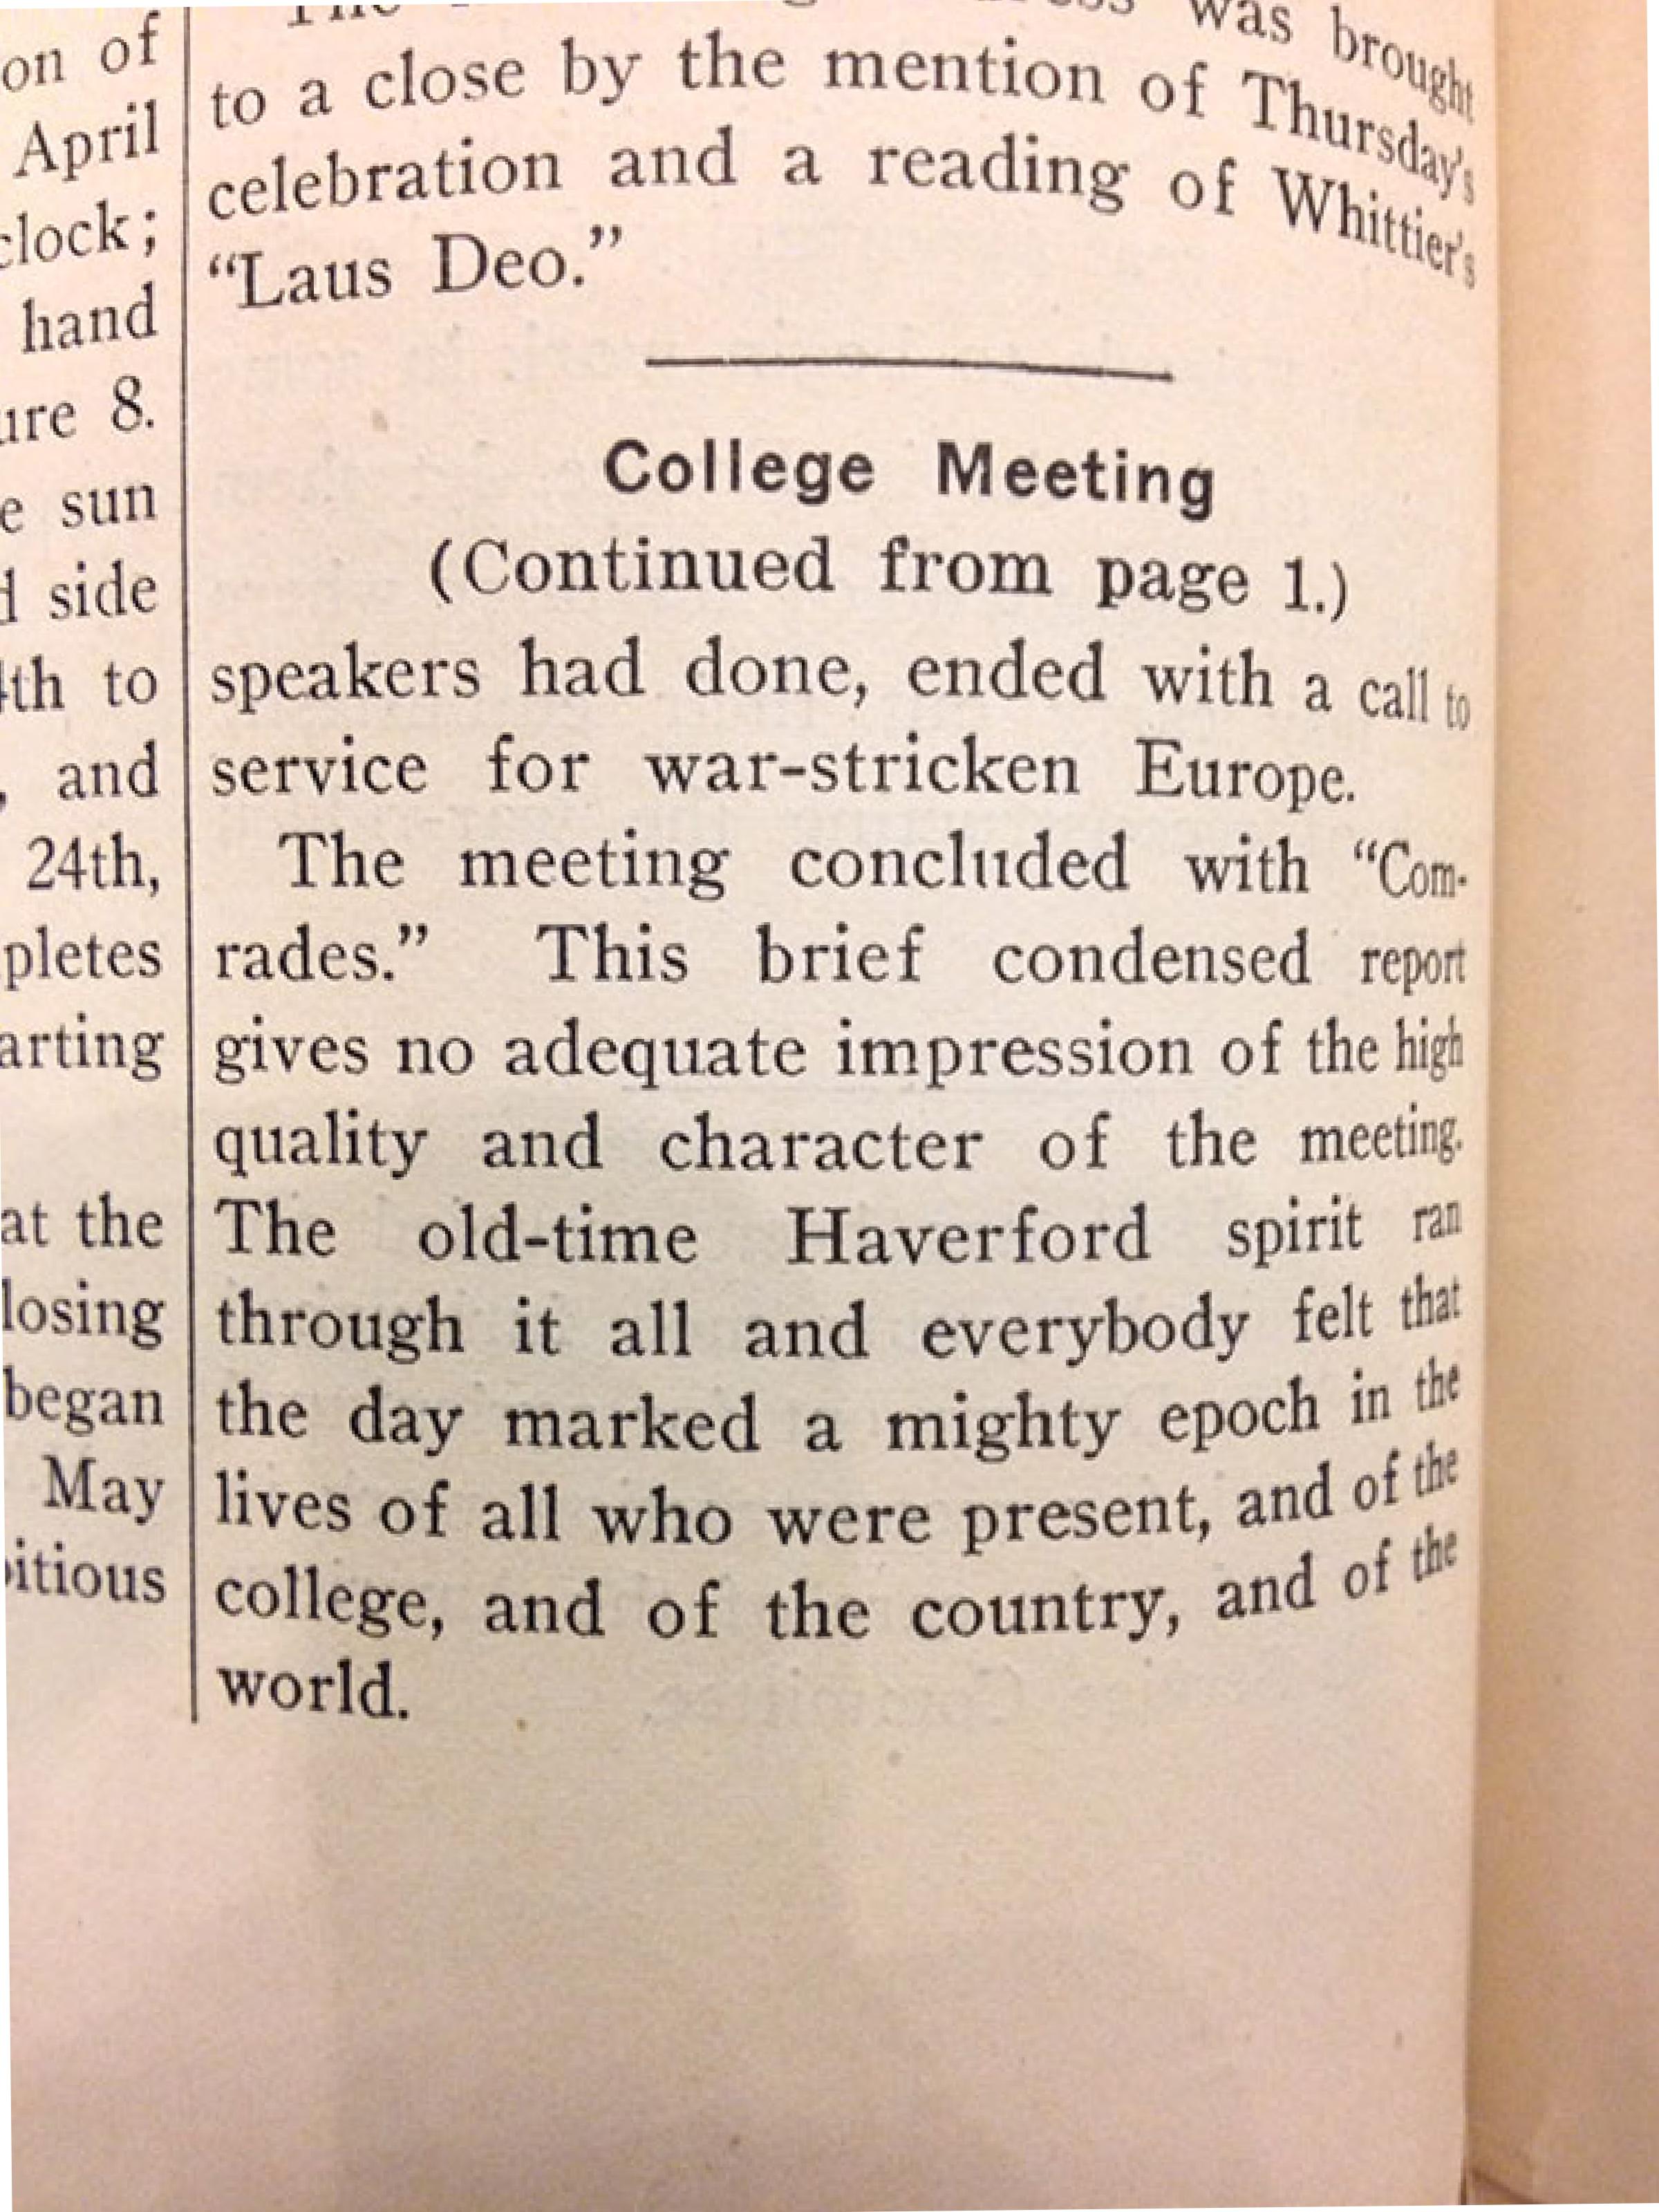 on of
April
clock;
hand
ure 8.
e sun
d side
4th to
, and
24th,
pletes
arting
at the
losing
began
May
itious
was brought
to a close by the mention of Thursday's
celebration and a reading of Whittier's
“Laus Deo.”
College Meeting
(Continued from page 1.)
speakers had done, ended with a call to
service for war-stricken Europe.
The meeting concluded with “Com-
rades.” This brief condensed report
gives no adequate impression of the high
quality and character of the meeting.
The old-time Haverford spirit ran
through it all and everybody felt that
the day marked a mighty epoch in the
lives of all who were present, and of the
college, and of the country, and of the
world.